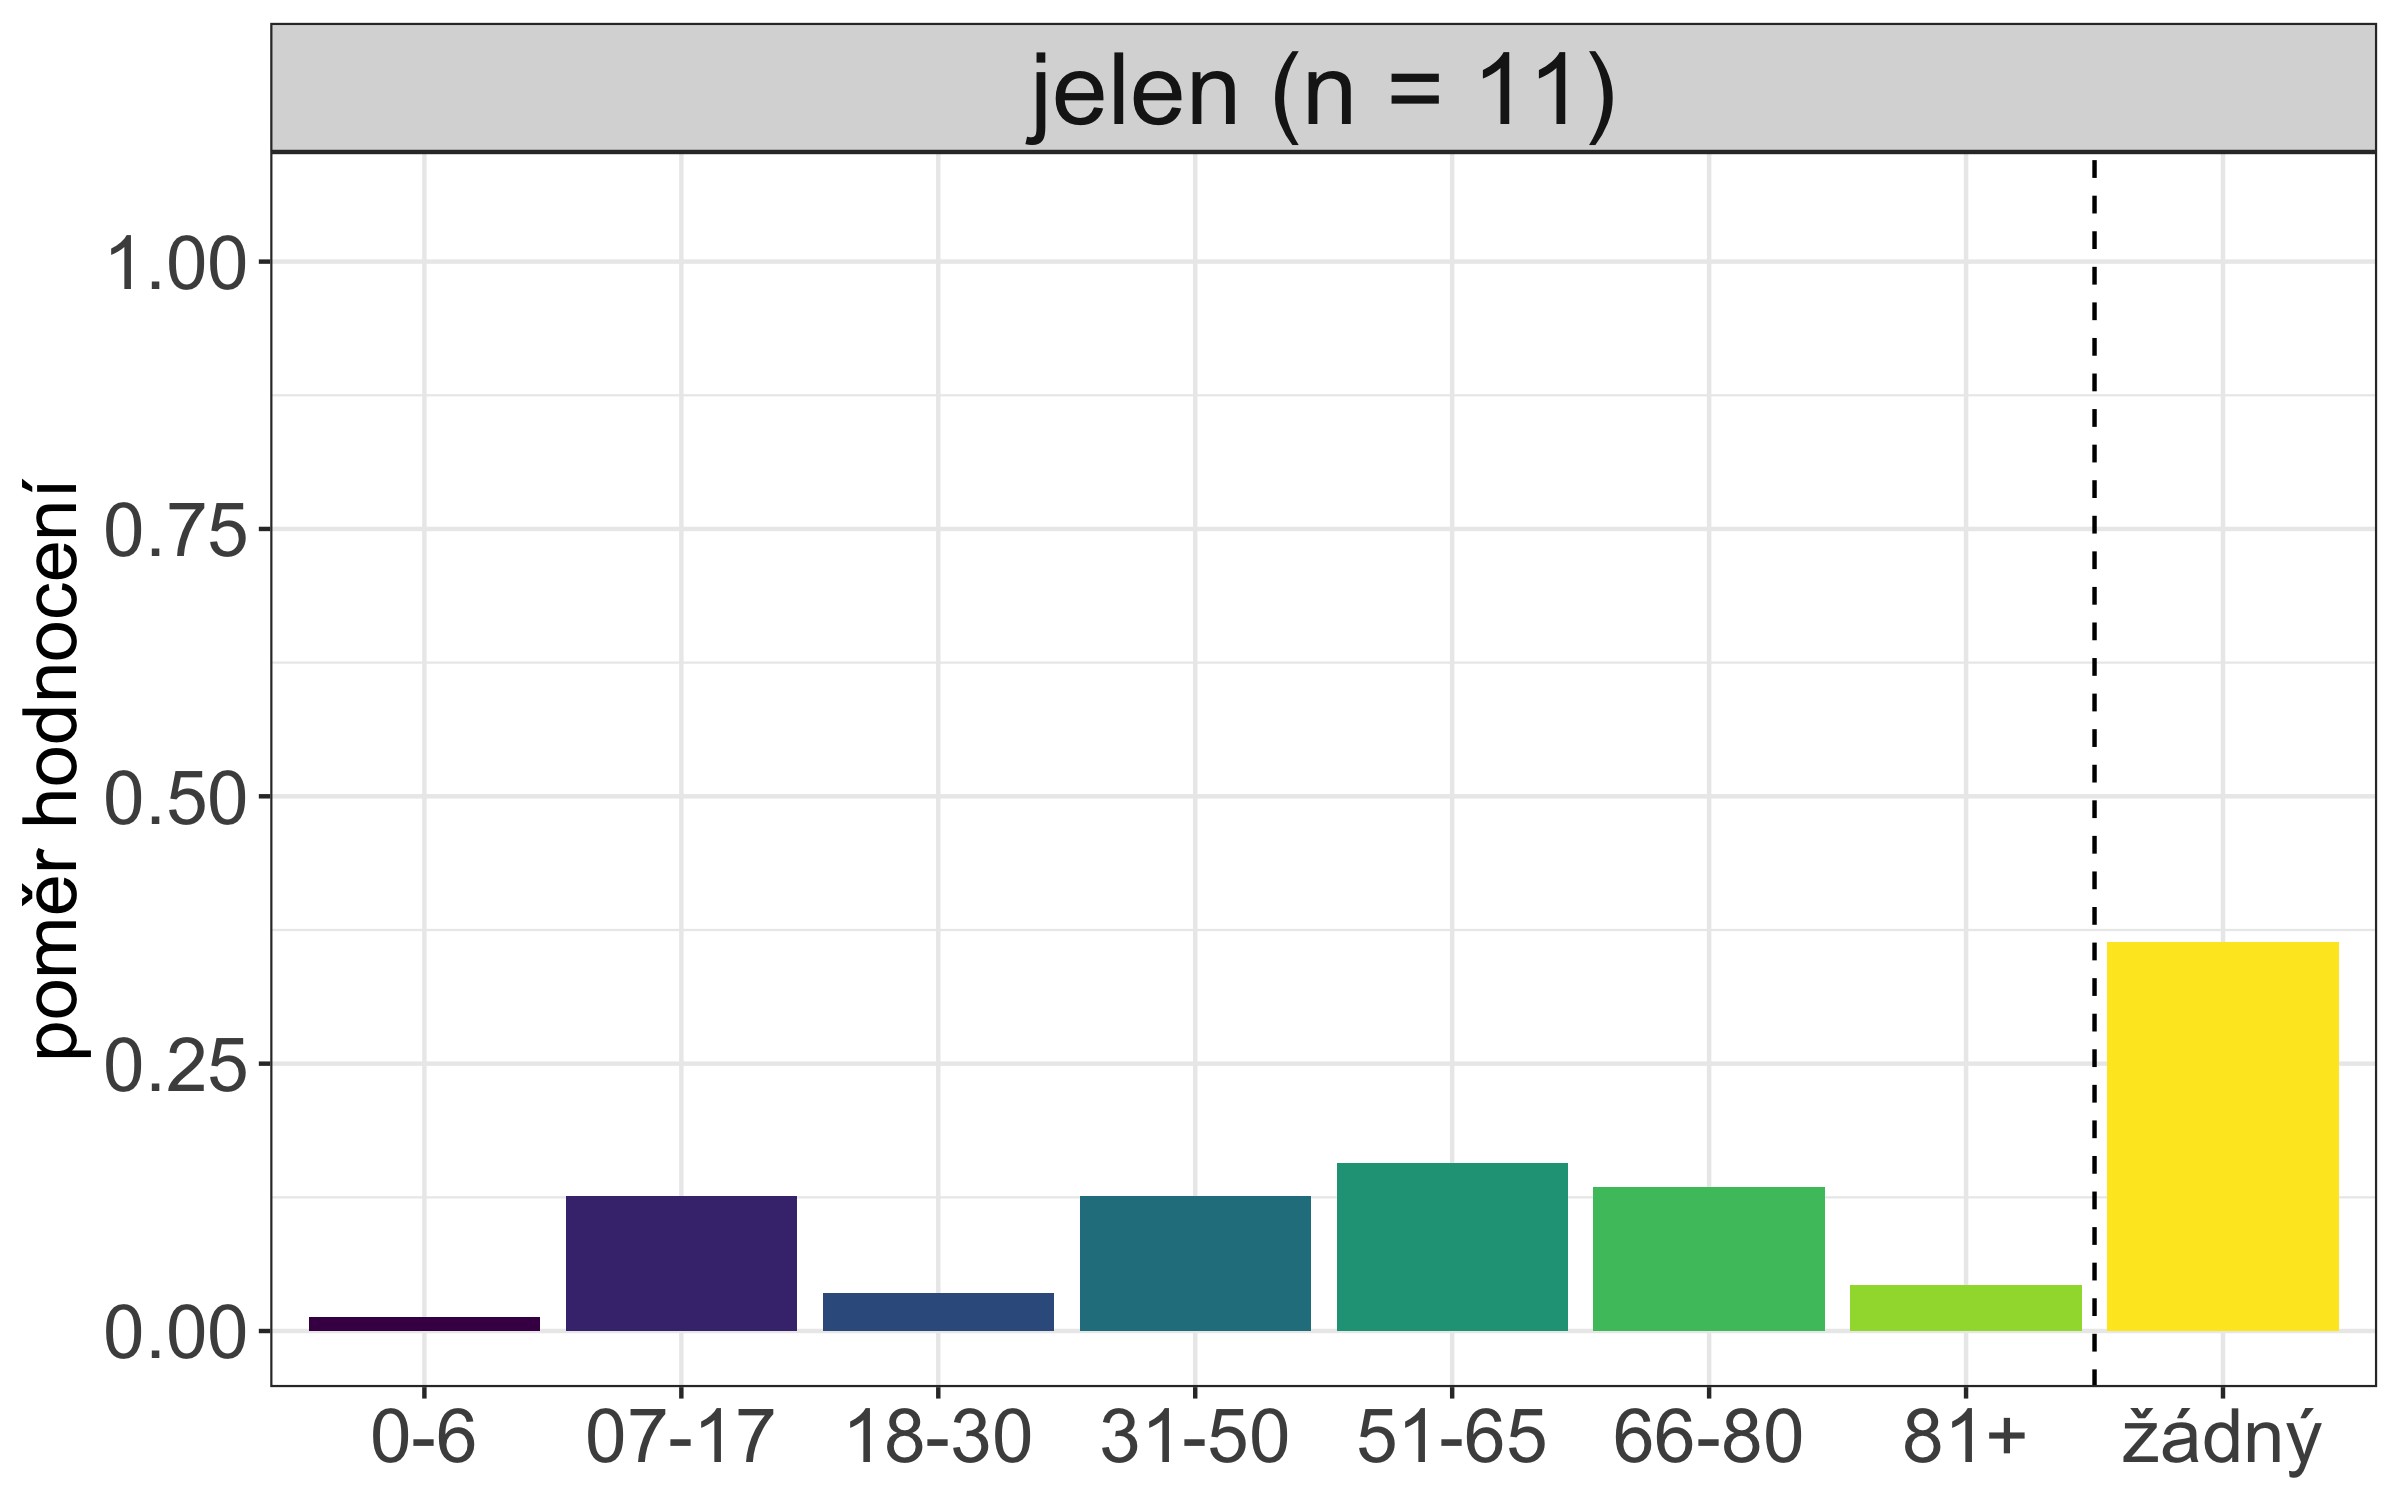 jelen (n = 11)
poměr hodnocení
1.00
0.75
0.50
0.25
0.00
0-6 07-17 18-30 31-50 51-65 66-80 81+ žádný